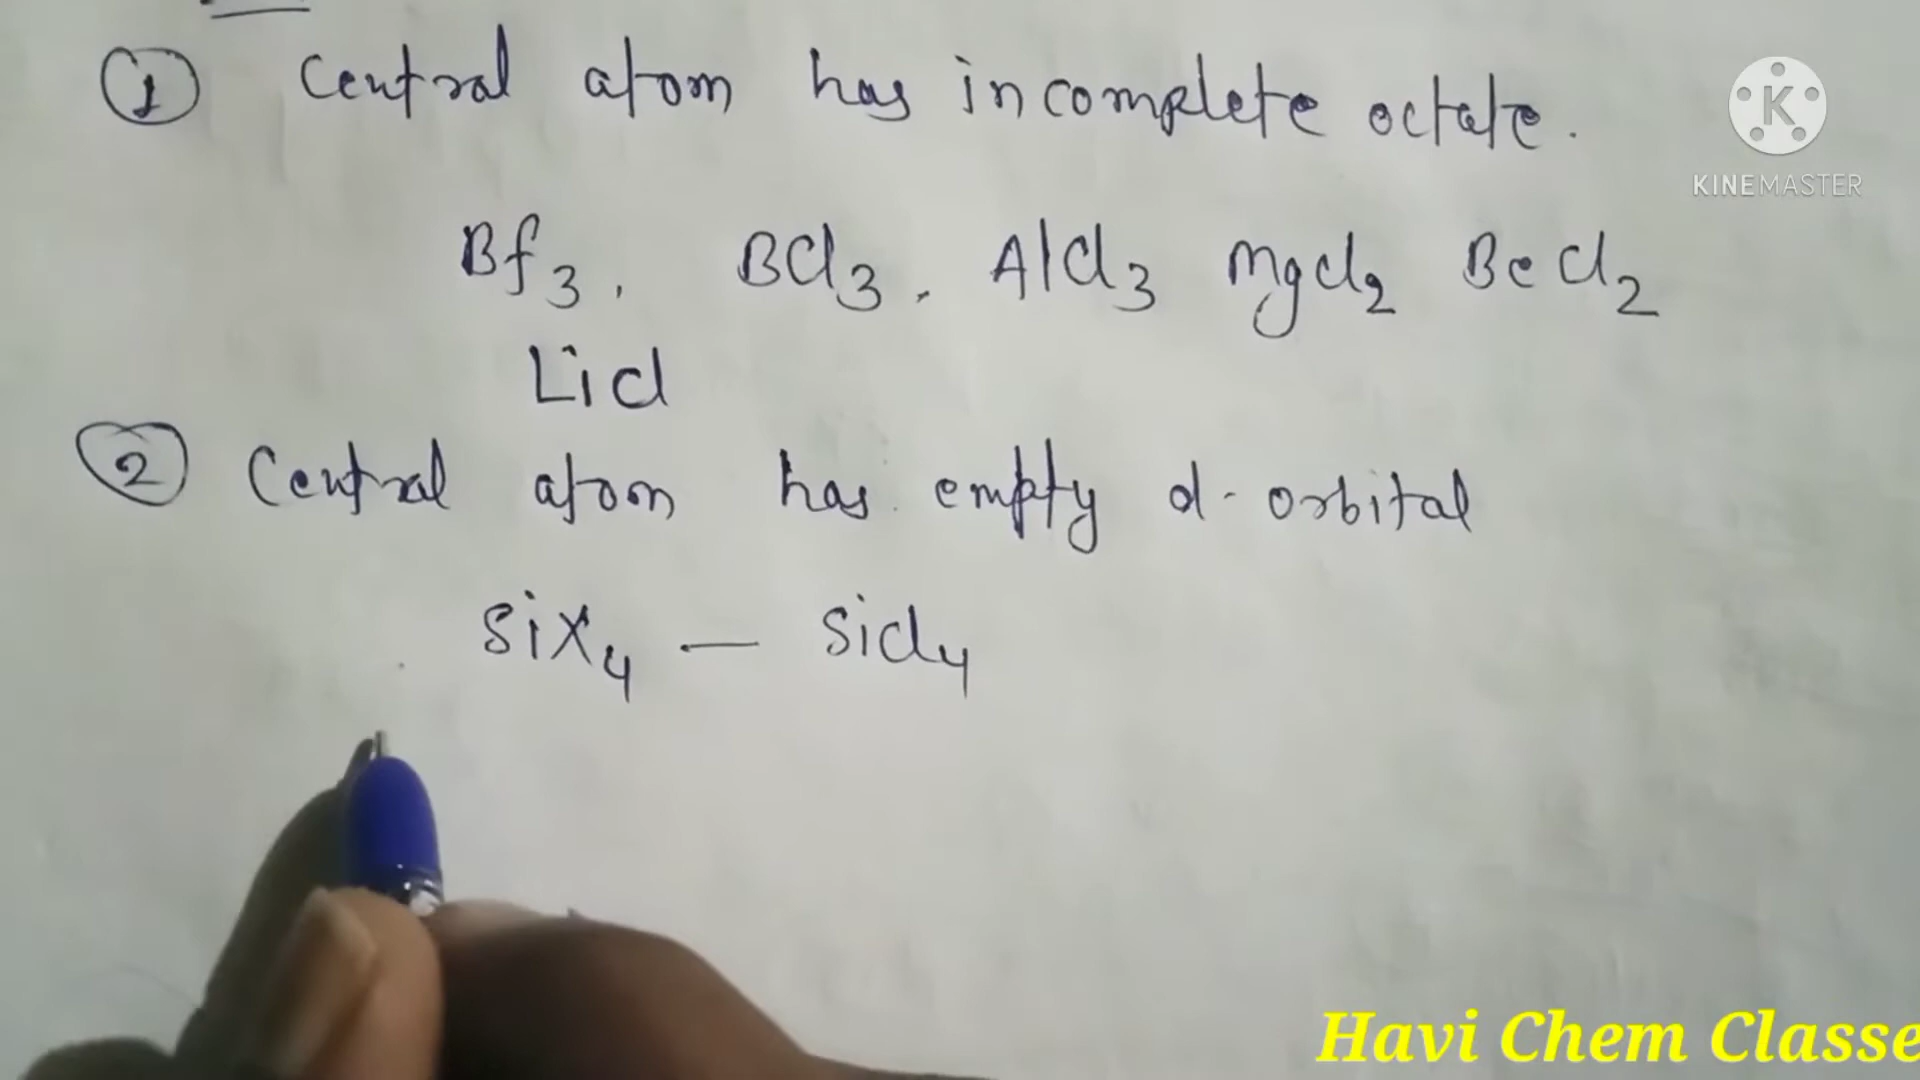 ① Central atom has incomplete octate.
K
KINEMASTER
Bf3, BCl3, AlCl3 MgCl2 BeCl2
LiCl
② Central atom has empty d-orbital
SiX4 — SiCl4
Havi Chem Classe